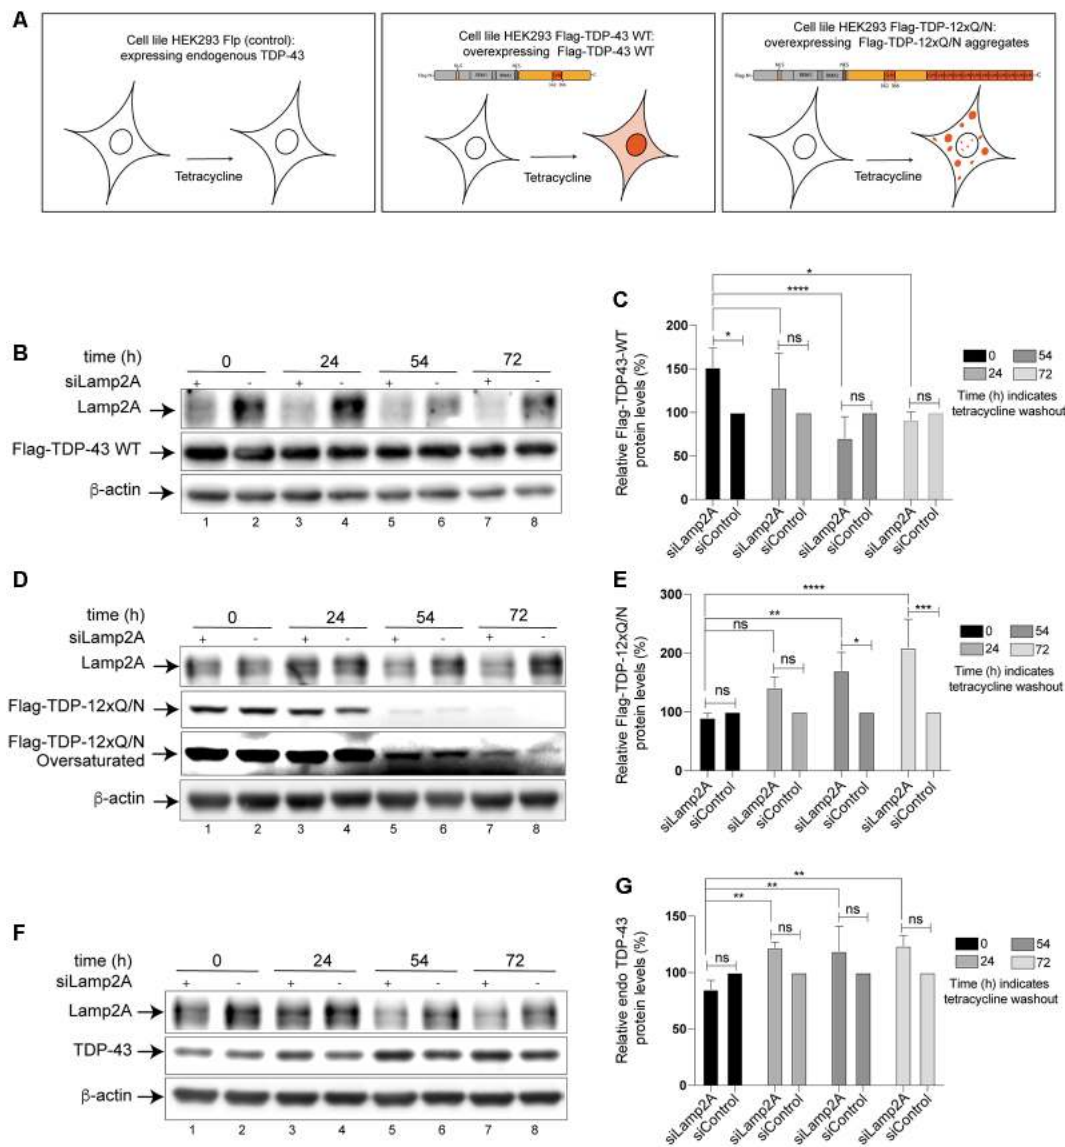 A
Cell lile HEK293 Flp (control):
expressing endogenous TDP-43
Tetracycline
Cell lile HEK293 Flag-TDP-43 WT:
overexpressing Flag-TDP-43 WT
Tetracycline
Cell lile HEK293 Flag-TDP-12xQ/N:
overexpressing Flag-TDP-12xQ/N aggregates
Tetracycline
B
time (h)
0 24 54 72
siLamp2A
+ - + - + - + -
Lamp2A
Flag-TDP-43 WT
β-actin
1 2 3 4 5 6 7 8
C
Relative Flag-TDP43-WT
protein levels (%)
200
150
100
50
0
*
****
* ns ns ns
siLamp2A siControl siLamp2A siControl siLamp2A siControl siLamp2A siControl
0 54
24 72
Time (h) indicates
tetracycline washout
D
time (h)
0 24 54 72
siLamp2A
+ - + - + - + -
Lamp2A
Flag-TDP-12xQ/N
Flag-TDP-12xQ/N
Oversaturated
β-actin
1 2 3 4 5 6 7 8
E
Relative Flag-TDP-12xQ/N
protein levels (%)
300
200
100
0
****
**
ns
ns ns * ***
siLamp2A siControl siLamp2A siControl siLamp2A siControl siLamp2A siControl
0 54
24 72
Time (h) indicates
tetracycline washout
F
time (h)
0 24 54 72
siLamp2A
+ - + - + - + -
Lamp2A
TDP-43
β-actin
1 2 3 4 5 6 7 8
G
Relative endo TDP-43
protein levels (%)
150
100
50
0
**
**
**
ns ns ns ns
siLamp2A siControl siLamp2A siControl siLamp2A siControl siLamp2A siControl
0 54
24 72
Time (h) indicates
tetracycline washout